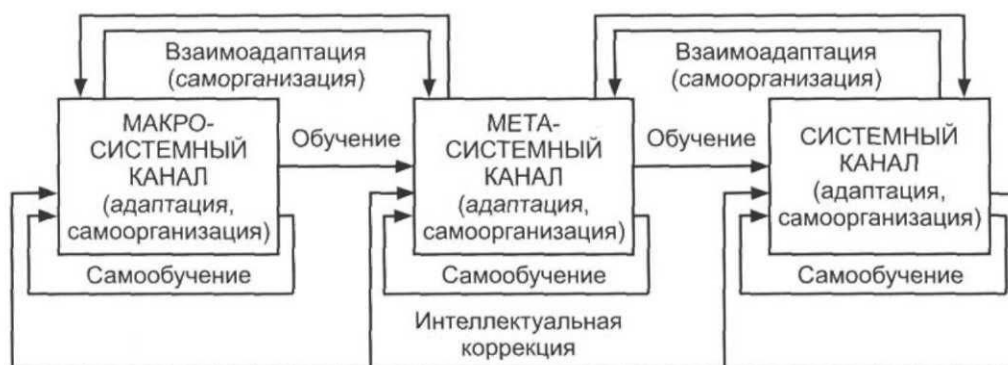 Взаимоадаптация
(саморганизация)
Взаимоадаптация
(самоорганизация)
МАКРО-
СИСТЕМНЫЙ
КАНАЛ
(адаптация,
самоорганизация)
Обучение
МЕТА-
СИСТЕМНЫЙ
КАНАЛ
(адаптация,
самоорганизация)
Обучение
СИСТЕМНЫЙ
КАНАЛ
(адаптация,
самоорганизация)
Самообучение
Самообучение
Самообучение
Интеллектуальная
коррекция